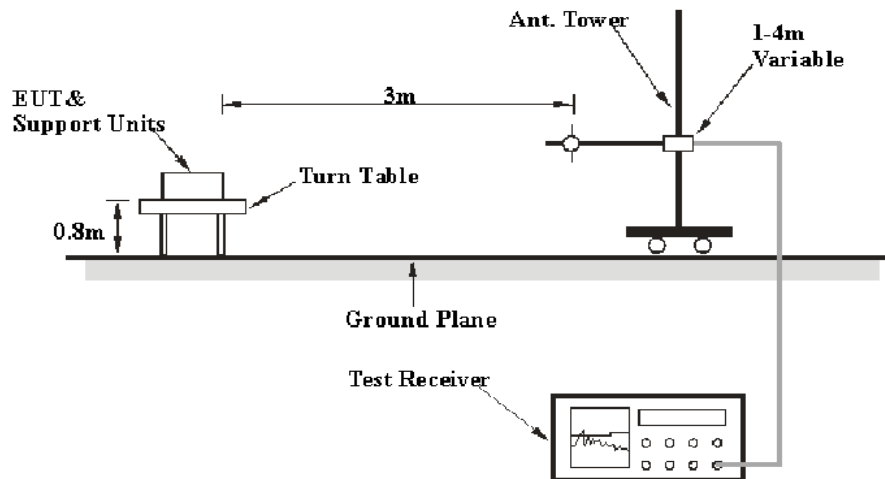 Ant. Tower
1-4m
Variable
EUT&
Support Units
3m
Turn Table
0.8m
Ground Plane
Test Receiver